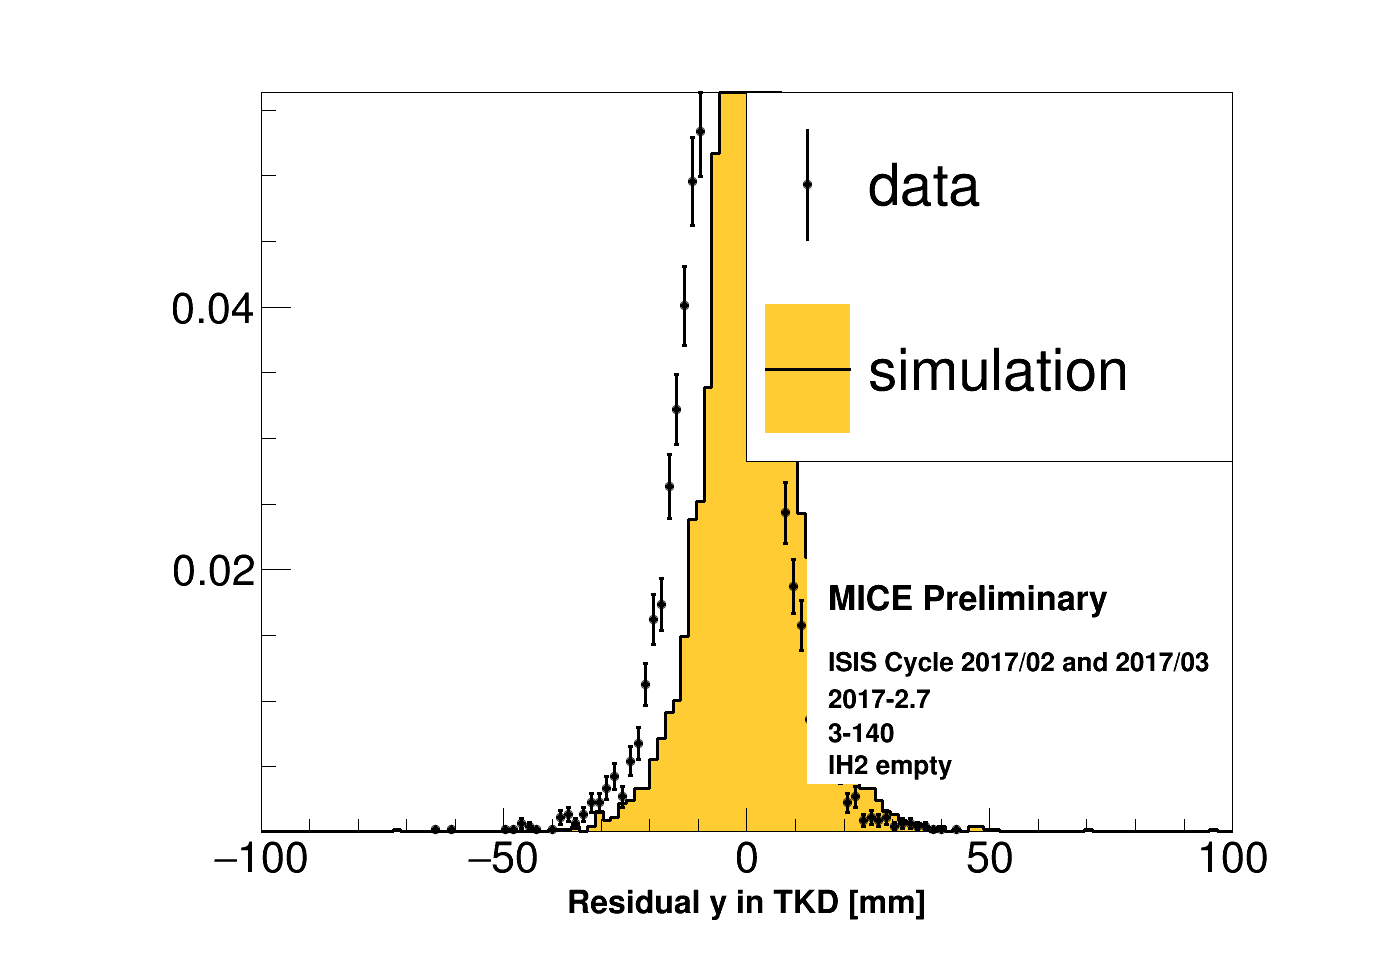 data
0.04
simulation
0.02
MICE Preliminary
ISIS Cycle 2017/02 and 2017/03
2017-2.7
3-140
IH2 empty
−100 −50 0 50 100
Residual y in TKD [mm]